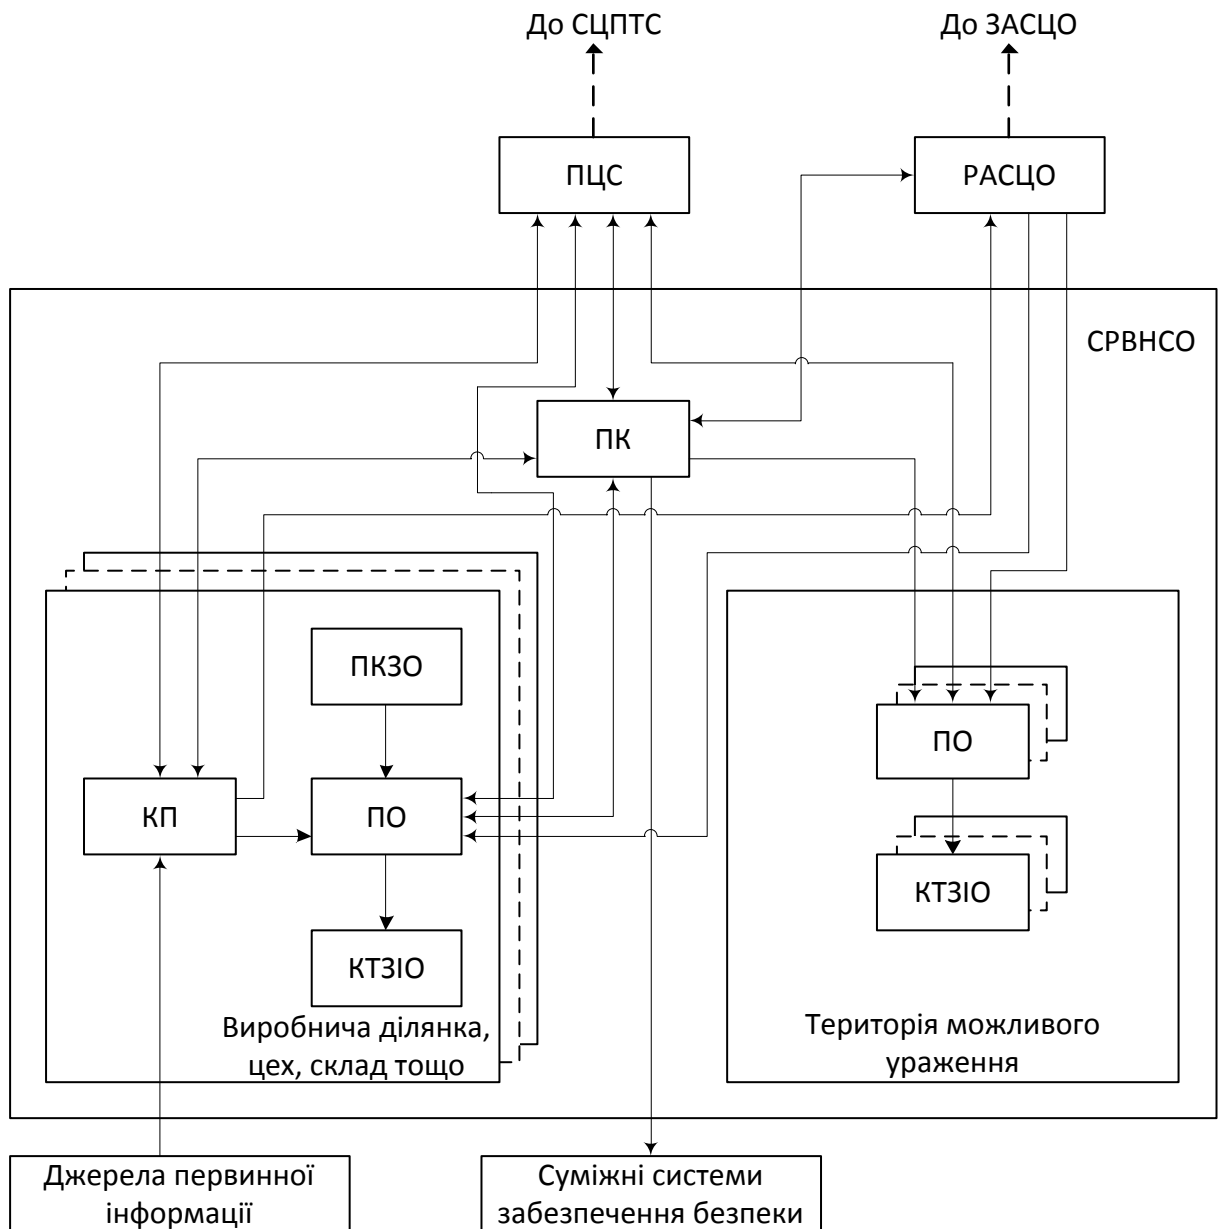 До СЦПТС
До ЗАСЦО
ПЦС
РАСЦО
СРВНСО
ПК
ПКЗО
КП
ПО
КТЗІО
Виробнича ділянка,
цех, склад тощо
ПО
КТЗІО
Територія можливого
ураження
Джерела первинної
інформації
Суміжні системи
забезпечення безпеки